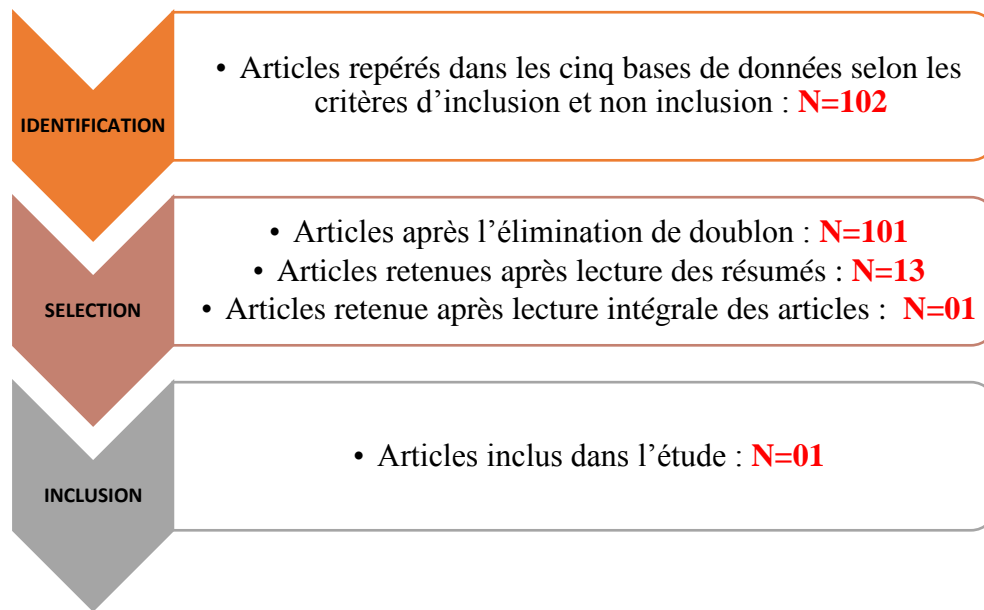 IDENTIFICATION
• Articles repérés dans les cinq bases de données selon les
critères d’inclusion et non inclusion : N=102
SELECTION
• Articles après l’élimination de doublon : N=101
• Articles retenues après lecture des résumés : N=13
• Articles retenue après lecture intégrale des articles : N=01
INCLUSION
• Articles inclus dans l’étude : N=01